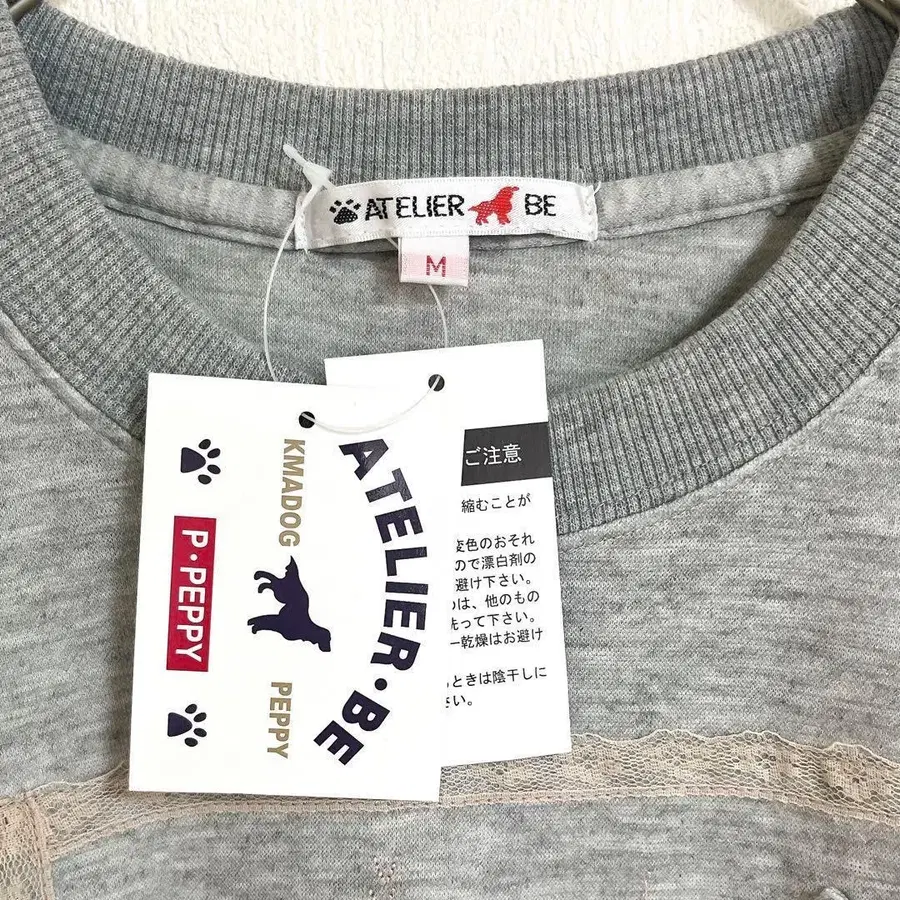 ATELIER BE
M
ATELIER·BE
KMADOG PEPPY
P·PEPPY
ご注意
縮むことが
変色のおそれ
ので漂白剤の
避け下さい。
のは、他のもの
洗って下さい。
ー乾燥はお避け
ときは陰干しに
さい。